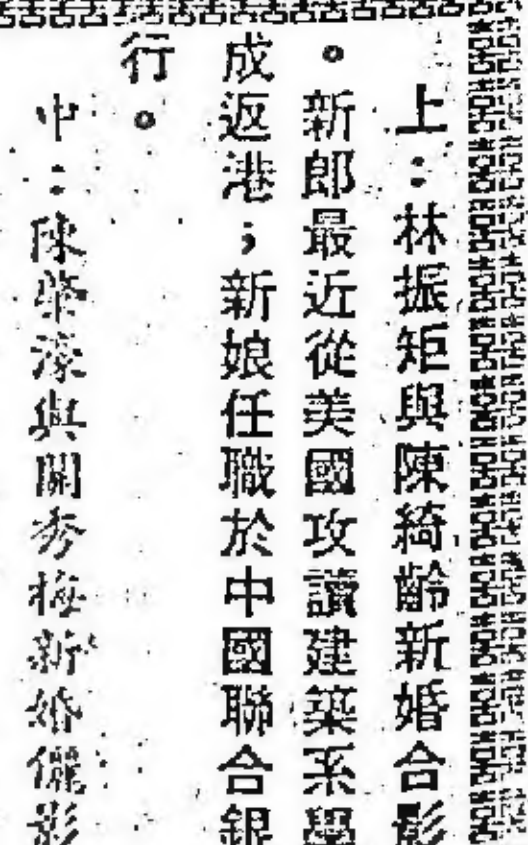 上：林振矩與陳綺齡新婚合影
。新郎最近從美國攻讀建築系學
成返港；新娘任職於中國聯合銀
行。
中：陳榮濠與關秀梅新婚儷影